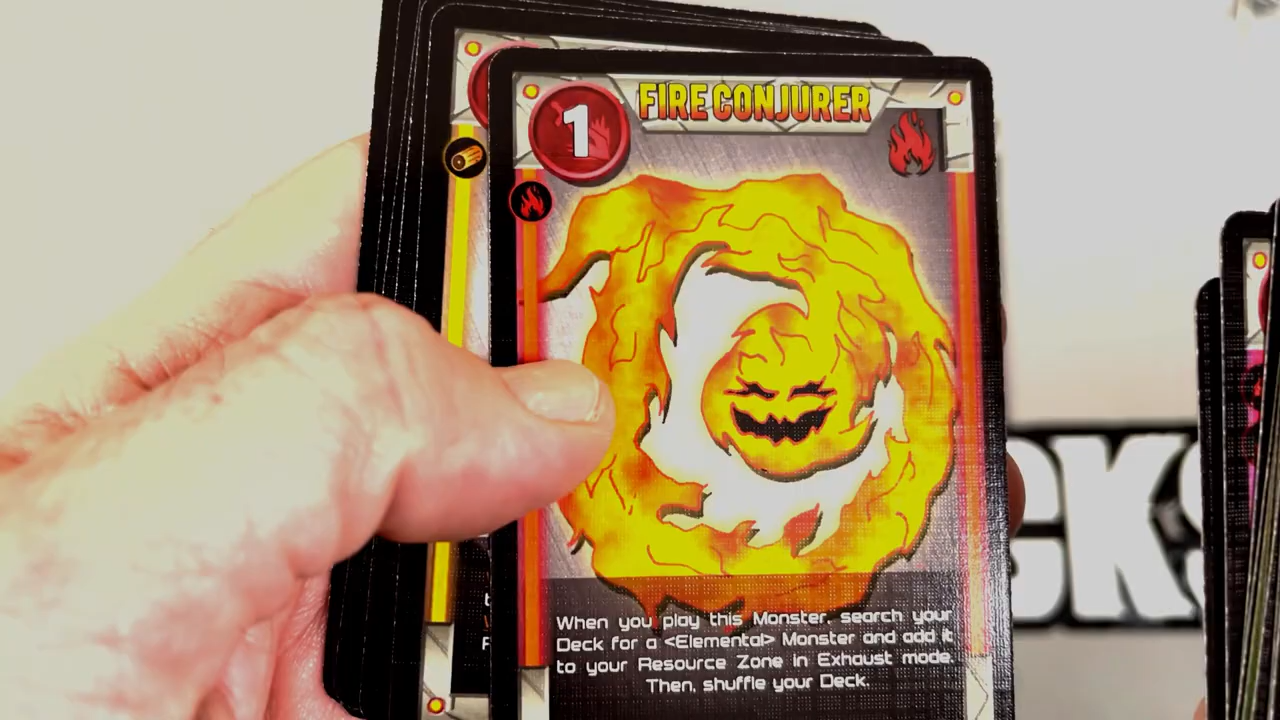 1
FIRE CONJURER
When you play this Monster, search your
Deck for a <Elemental> Monster and add it
to your Resource Zone in Exhaust mode.
Then, shuffle your Deck.